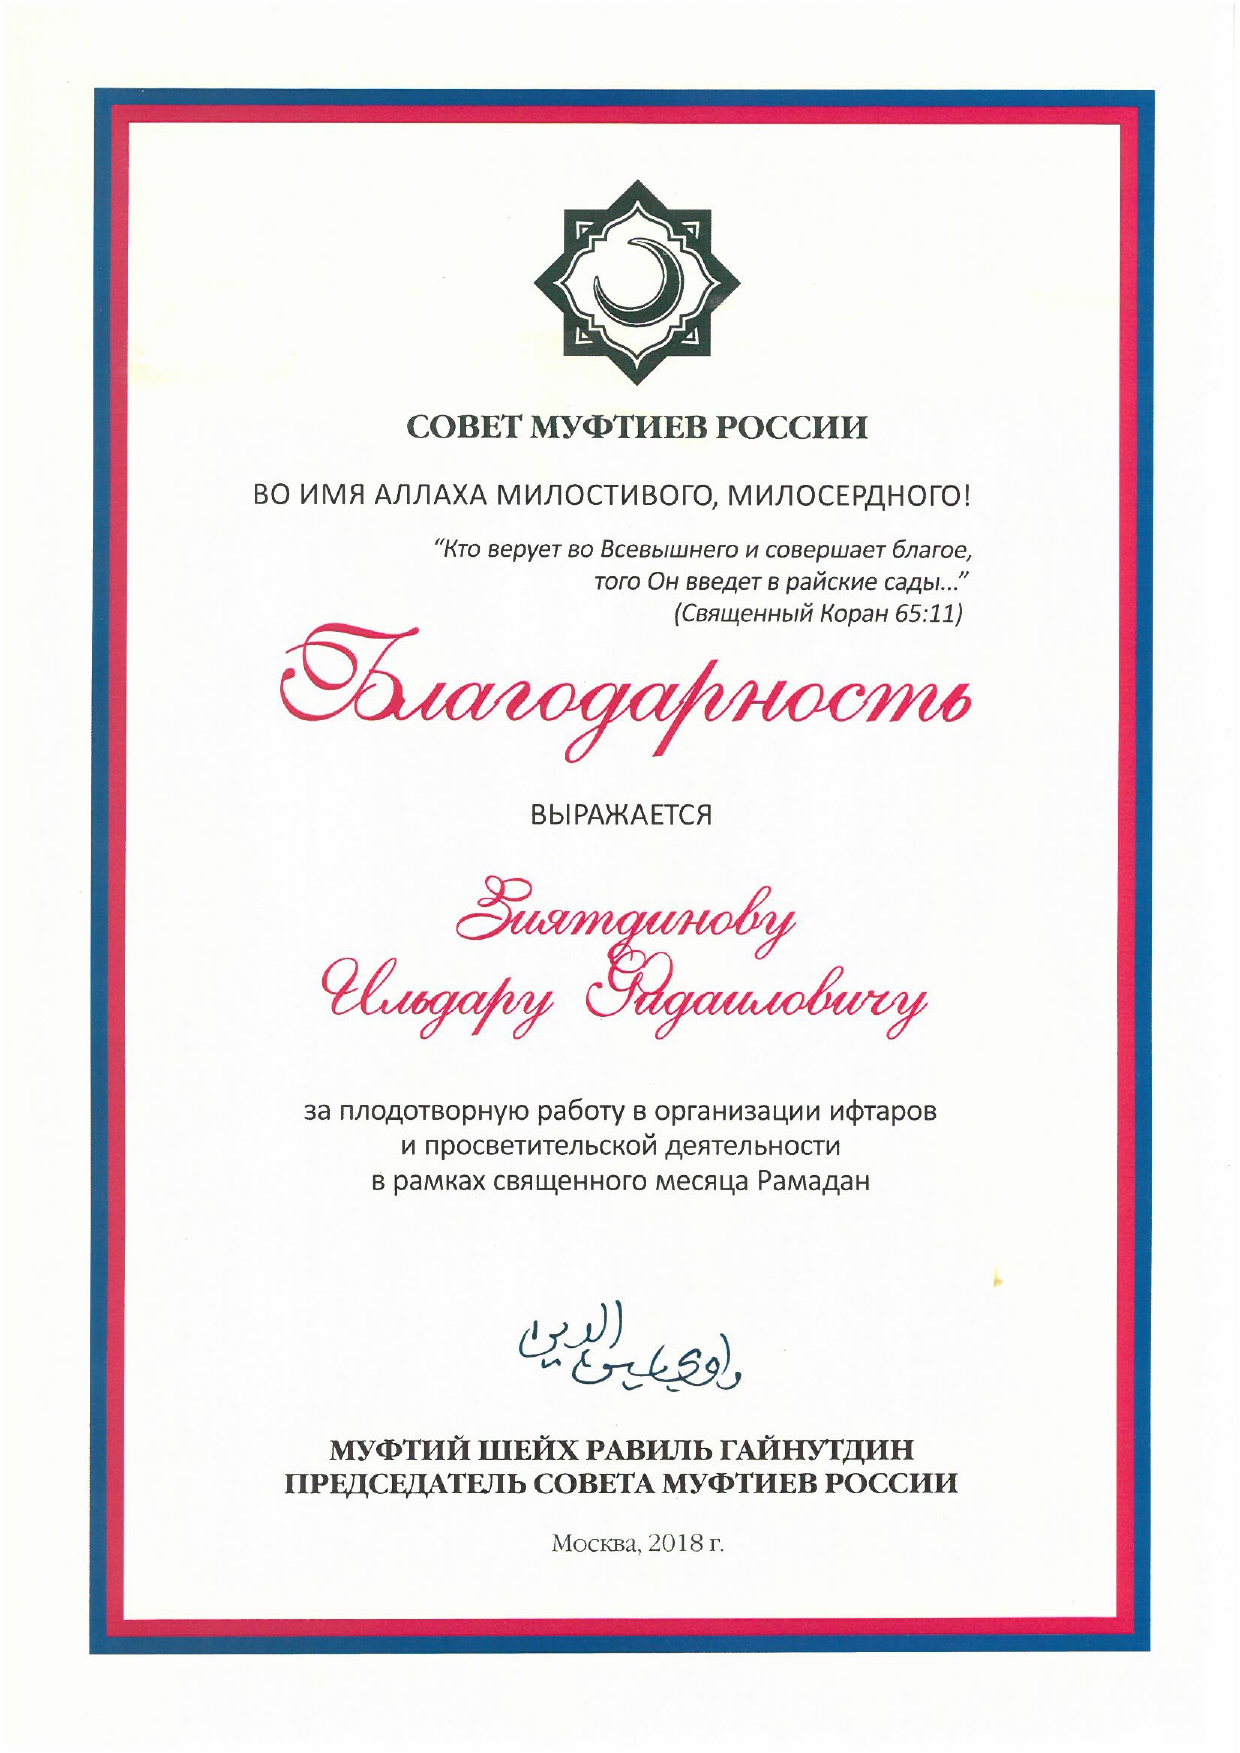 СОВЕТ МУФТИЕВ РОССИИ
ВО ИМЯ АЛЛАХА МИЛОСТИВОГО, МИЛОСЕРДНОГО!
“Кто верует во Всевышнего и совершает благое,
того Он введет в райские сады...”
(Священный Коран 65:11)
Благодарность
ВЫРАЖАЕТСЯ
Зиятдинову
Ильдару Фадаиловичу
за плодотворную работу в организации ифтаров
и просветительской деятельности
в рамках священного месяца Рамадан
МУФТИЙ ШЕЙХ РАВИЛЬ ГАЙНУТДИН
ПРЕДСЕДАТЕЛЬ СОВЕТА МУФТИЕВ РОССИИ
Москва, 2018 г.